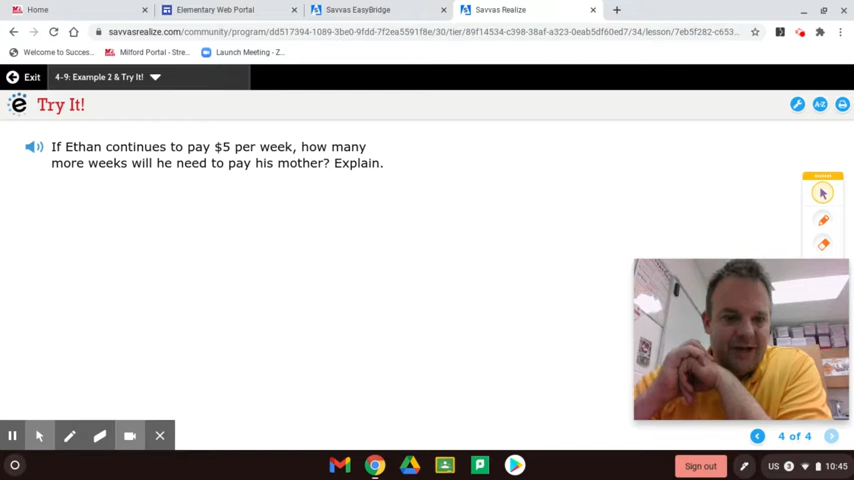 Home
Elementary Web Portal
Savvas EasyBridge
Savvas Realize
savvasrealize.com/community/program/dd517394-1089-3be0-9fdd-7f2ea5591f8e/30/tier/89f14534-c398-38af-a323-0eab5df60ed7/34/lesson/7eb5f282-c653...
Welcome to Succes...
Milford Portal - Stre...
Launch Meeting - Z...
Exit
4-9: Example 2 & Try It!
e Try It!
A-Z
If Ethan continues to pay $5 per week, how many
more weeks will he need to pay his mother? Explain.
4 of 4
Sign out
US
3
10:45